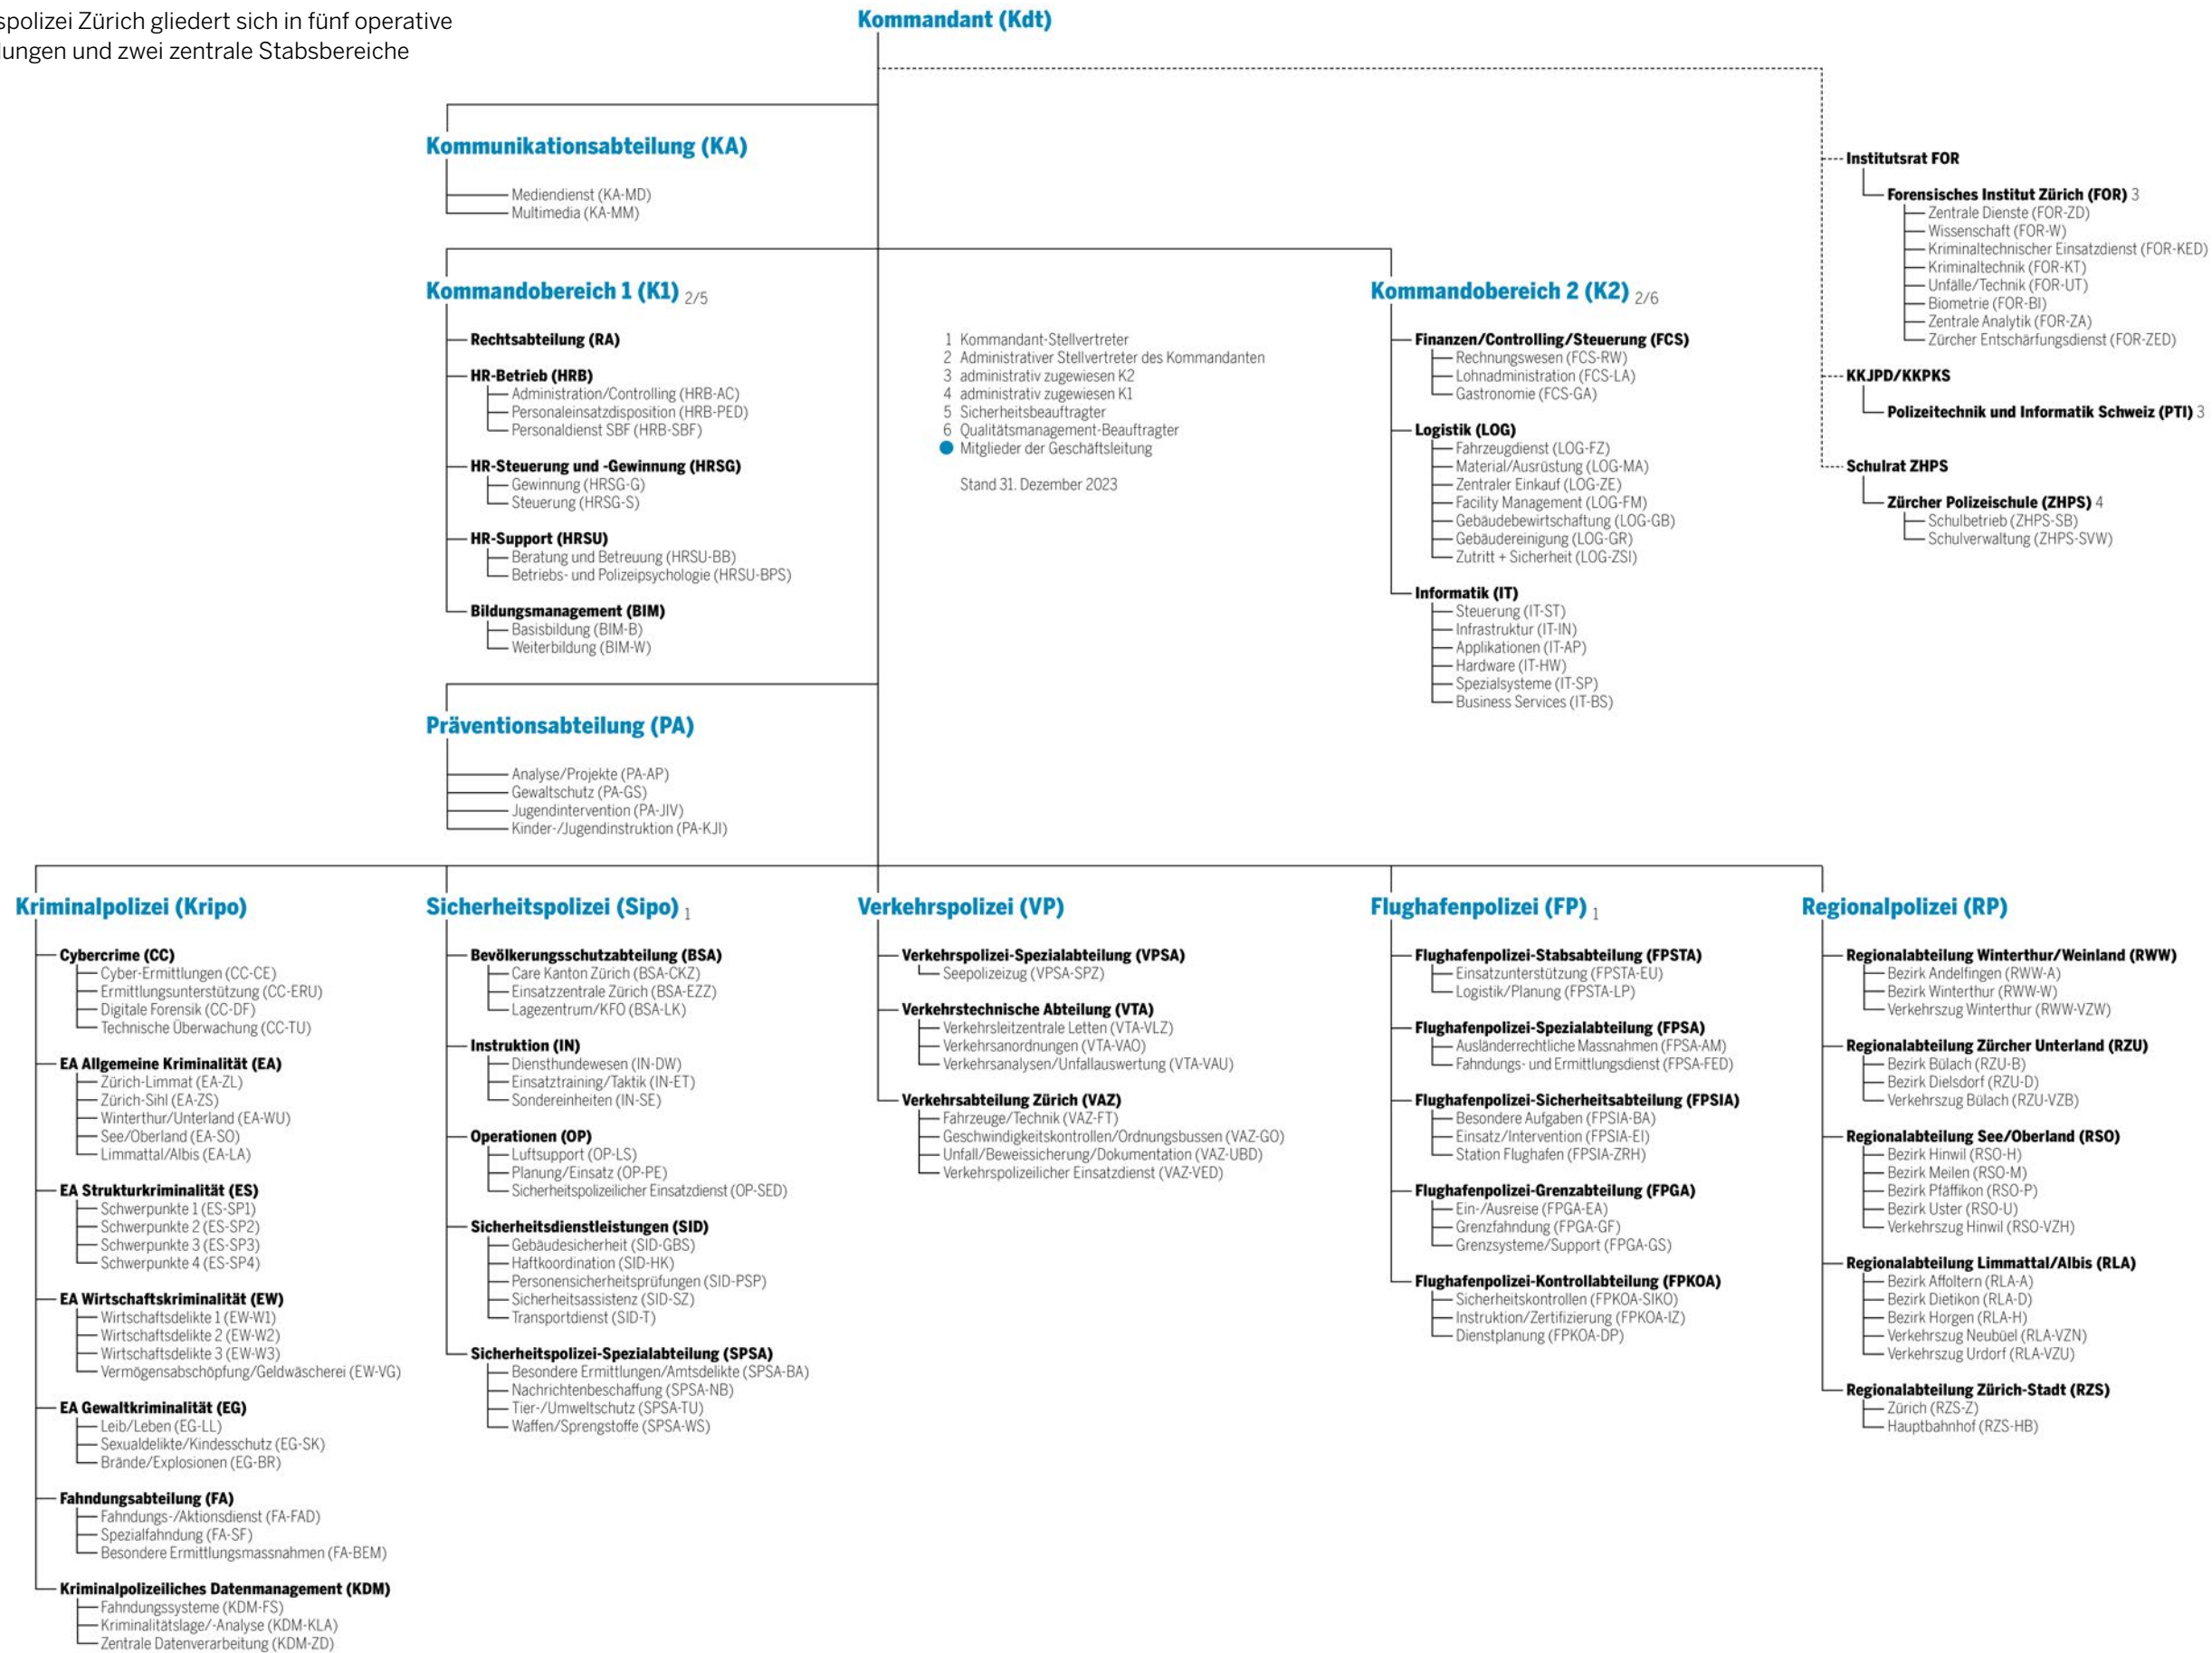 spolizei Zürich gliedert sich in fünf operative
lungen und zwei zentrale Stabsbereiche
Kommandant (Kdt)
Kommunikationsabteilung (KA)
Mediendienst (KA-MD)
Multimedia (KA-MM)
Kommandobereich 1 (K1) 2/5
Rechtsabteilung (RA)
HR-Betrieb (HRB)
Administration/Controlling (HRB-AC)
Personaleinsatzdisposition (HRB-PED)
Personaldienst SBF (HRB-SBF)
HR-Steuerung und -Gewinnung (HRSG)
Gewinnung (HRSG-G)
Steuerung (HRSG-S)
HR-Support (HRSU)
Beratung und Betreuung (HRSU-BB)
Betriebs- und Polizeipsychologie (HRSU-BPS)
Bildungsmanagement (BIM)
Basisbildung (BIM-B)
Weiterbildung (BIM-W)
1 Kommandant-Stellvertreter
2 Administrativer Stellvertreter des Kommandanten
3 administrativ zugewiesen K2
4 administrativ zugewiesen K1
5 Sicherheitsbeauftragter
6 Qualitätsmanagement-Beauftragter
Mitglieder der Geschäftsleitung
Stand 31. Dezember 2023
Kommandobereich 2 (K2) 2/6
Finanzen/Controlling/Steuerung (FCS)
Rechnungswesen (FCS-RW)
Lohnadministration (FCS-LA)
Gastronomie (FCS-GA)
Logistik (LOG)
Fahrzeugdienst (LOG-FZ)
Material/Ausrüstung (LOG-MA)
Zentraler Einkauf (LOG-ZE)
Facility Management (LOG-FM)
Gebäudebewirtschaftung (LOG-GB)
Gebäudereinigung (LOG-GR)
Zutritt + Sicherheit (LOG-ZSI)
Informatik (IT)
Steuerung (IT-ST)
Infrastruktur (IT-IN)
Applikationen (IT-AP)
Hardware (IT-HW)
Spezialsysteme (IT-SP)
Business Services (IT-BS)
Institutsrat FOR
Forensisches Institut Zürich (FOR) 3
Zentrale Dienste (FOR-ZD)
Wissenschaft (FOR-W)
Kriminaltechnischer Einsatzdienst (FOR-KED)
Kriminaltechnik (FOR-KT)
Unfälle/Technik (FOR-UT)
Biometrie (FOR-BI)
Zentrale Analytik (FOR-ZA)
Zürcher Entschärfungsdienst (FOR-ZED)
KKJPD/KKPKS
Polizeitechnik und Informatik Schweiz (PTI) 3
Schulrat ZHPS
Zürcher Polizeischule (ZHPS) 4
Schulbetrieb (ZHPS-SB)
Schulverwaltung (ZHPS-SVW)
Präventionsabteilung (PA)
Analyse/Projekte (PA-AP)
Gewaltschutz (PA-GS)
Jugendintervention (PA-JIV)
Kinder-/Jugendinstruktion (PA-KJI)
Kriminalpolizei (Kripo)
Cybercrime (CC)
Cyber-Ermittlungen (CC-CE)
Ermittlungsunterstützung (CC-ERU)
Digitale Forensik (CC-DF)
Technische Überwachung (CC-TU)
EA Allgemeine Kriminalität (EA)
Zürich-Limmat (EA-ZL)
Zürich-Sihl (EA-ZS)
Winterthur/Unterland (EA-WU)
See/Oberland (EA-SO)
Limmattal/Albis (EA-LA)
EA Strukturkriminalität (ES)
Schwerpunkte 1 (ES-SP1)
Schwerpunkte 2 (ES-SP2)
Schwerpunkte 3 (ES-SP3)
Schwerpunkte 4 (ES-SP4)
EA Wirtschaftskriminalität (EW)
Wirtschaftsdelikte 1 (EW-W1)
Wirtschaftsdelikte 2 (EW-W2)
Wirtschaftsdelikte 3 (EW-W3)
Vermögensabschöpfung/Geldwäscherei (EW-VG)
EA Gewaltkriminalität (EG)
Leib/Leben (EG-LL)
Sexualdelikte/Kindesschutz (EG-SK)
Brände/Explosionen (EG-BR)
Fahndungsabteilung (FA)
Fahndungs-/Aktionsdienst (FA-FAD)
Spezialfahndung (FA-SF)
Besondere Ermittlungsmassnahmen (FA-BEM)
Kriminalpolizeiliches Datenmanagement (KDM)
Fahndungssysteme (KDM-FS)
Kriminalitätslage/-Analyse (KDM-KLA)
Zentrale Datenverarbeitung (KDM-ZD)
Sicherheitspolizei (Sipo) 1
Bevölkerungsschutzabteilung (BSA)
Care Kanton Zürich (BSA-CKZ)
Einsatzzentrale Zürich (BSA-EZZ)
Lagezentrum/KFO (BSA-LK)
Instruktion (IN)
Diensthundewesen (IN-DW)
Einsatztraining/Taktik (IN-ET)
Sondereinheiten (IN-SE)
Operationen (OP)
Luftsupport (OP-LS)
Planung/Einsatz (OP-PE)
Sicherheitspolizeilicher Einsatzdienst (OP-SED)
Sicherheitsdienstleistungen (SID)
Gebäudesicherheit (SID-GBS)
Haftkoordination (SID-HK)
Personensicherheitsprüfungen (SID-PSP)
Sicherheitsassistenz (SID-SZ)
Transportdienst (SID-T)
Sicherheitspolizei-Spezialabteilung (SPSA)
Besondere Ermittlungen/Amtsdelikte (SPSA-BA)
Nachrichtenbeschaffung (SPSA-NB)
Tier-/Umweltschutz (SPSA-TU)
Waffen/Sprengstoffe (SPSA-WS)
Verkehrspolizei (VP)
Verkehrspolizei-Spezialabteilung (VPSA)
Seepolizeizug (VPSA-SPZ)
Verkehrstechnische Abteilung (VTA)
Verkehrsleitzentrale Letten (VTA-VLZ)
Verkehrsanordnungen (VTA-VAO)
Verkehrsanalysen/Unfallauswertung (VTA-VAU)
Verkehrsabteilung Zürich (VAZ)
Fahrzeuge/Technik (VAZ-FT)
Geschwindigkeitskontrollen/Ordnungsbussen (VAZ-GO)
Unfall/Beweissicherung/Dokumentation (VAZ-UBD)
Verkehrspolizeilicher Einsatzdienst (VAZ-VED)
Flughafenpolizei (FP) 1
Flughafenpolizei-Stabsabteilung (FPSTA)
Einsatzunterstützung (FPSTA-EU)
Logistik/Planung (FPSTA-LP)
Flughafenpolizei-Spezialabteilung (FPSA)
Ausländerrechtliche Massnahmen (FPSA-AM)
Fahndungs- und Ermittlungsdienst (FPSA-FED)
Flughafenpolizei-Sicherheitsabteilung (FPSIA)
Besondere Aufgaben (FPSIA-BA)
Einsatz/Intervention (FPSIA-EI)
Station Flughafen (FPSIA-ZRH)
Flughafenpolizei-Grenzabteilung (FPGA)
Ein-/Ausreise (FPGA-EA)
Grenzfahndung (FPGA-GF)
Grenzsysteme/Support (FPGA-GS)
Flughafenpolizei-Kontrollabteilung (FPKOA)
Sicherheitskontrollen (FPKOA-SIKO)
Instruktion/Zertifizierung (FPKOA-IZ)
Dienstplanung (FPKOA-DP)
Regionalpolizei (RP)
Regionalabteilung Winterthur/Weinland (RWW)
Bezirk Andelfingen (RWW-A)
Bezirk Winterthur (RWW-W)
Verkehrszug Winterthur (RWW-VZW)
Regionalabteilung Zürcher Unterland (RZU)
Bezirk Bülach (RZU-B)
Bezirk Dielsdorf (RZU-D)
Verkehrszug Bülach (RZU-VZB)
Regionalabteilung See/Oberland (RSO)
Bezirk Hinwil (RSO-H)
Bezirk Meilen (RSO-M)
Bezirk Pfäffikon (RSO-P)
Bezirk Uster (RSO-U)
Verkehrszug Hinwil (RSO-VZH)
Regionalabteilung Limmattal/Albis (RLA)
Bezirk Affoltern (RLA-A)
Bezirk Dietikon (RLA-D)
Bezirk Horgen (RLA-H)
Verkehrszug Neubüel (RLA-VZN)
Verkehrszug Urdorf (RLA-VZU)
Regionalabteilung Zürich-Stadt (RZS)
Zürich (RZS-Z)
Hauptbahnhof (RZS-HB)